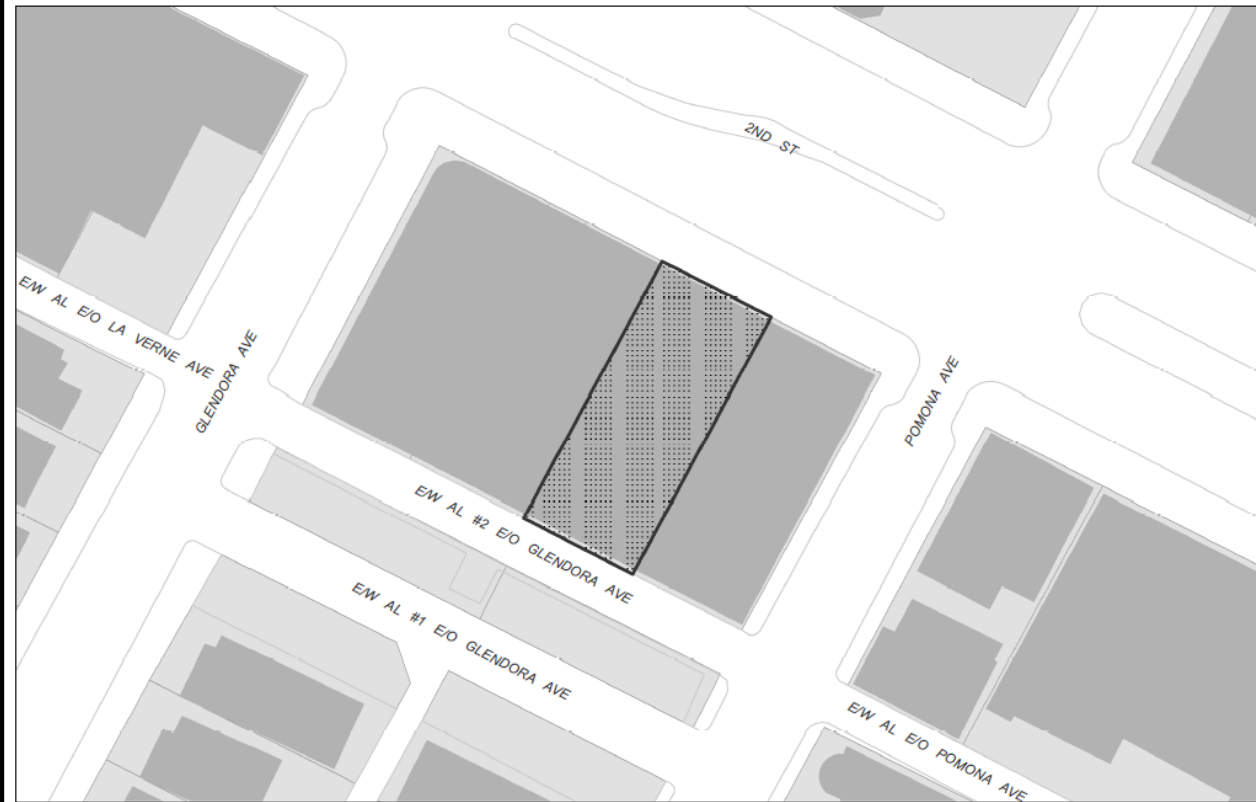 2ND ST
E/W AL E/O LA VERNE AVE
GLENDORA AVE
POMONA AVE
E/W AL #2 E/O GLENDORA AVE
E/W AL #1 E/O GLENDORA AVE
E/W AL E/O POMONA AVE